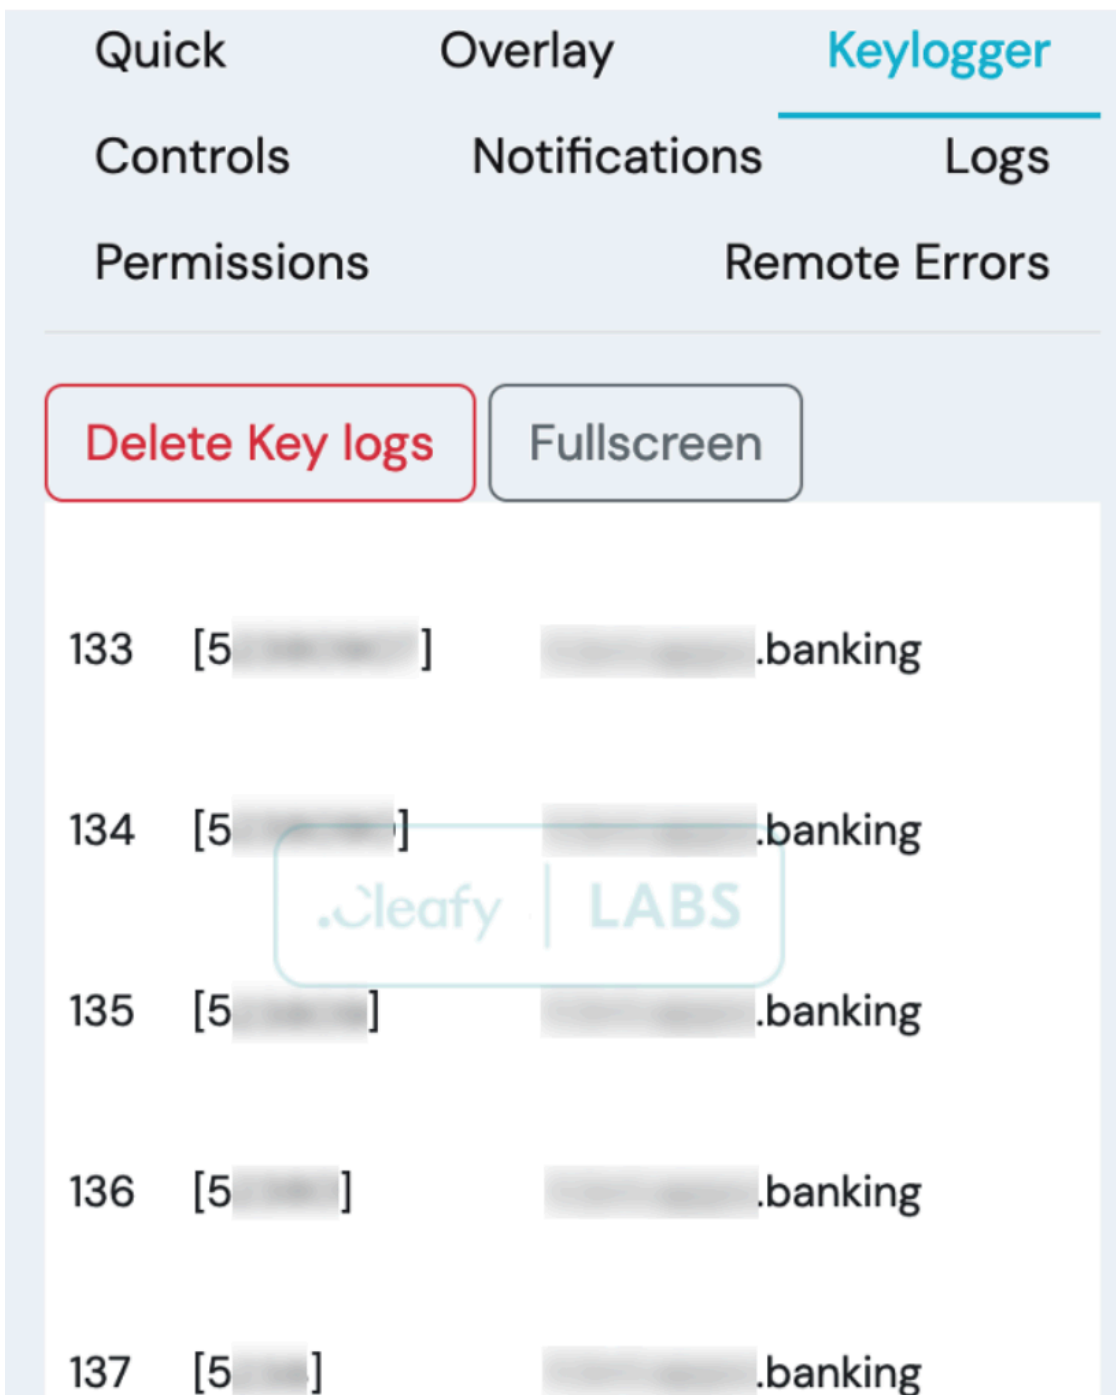 Quick Overlay Keylogger
Controls Notifications Logs
Permissions Remote Errors
Delete Key logs Fullscreen
133 [5 ] .banking
134 [5 ] .banking
.Cleafy | LABS
135 [5 ] .banking
136 [5 ] .banking
137 [5 ] .banking